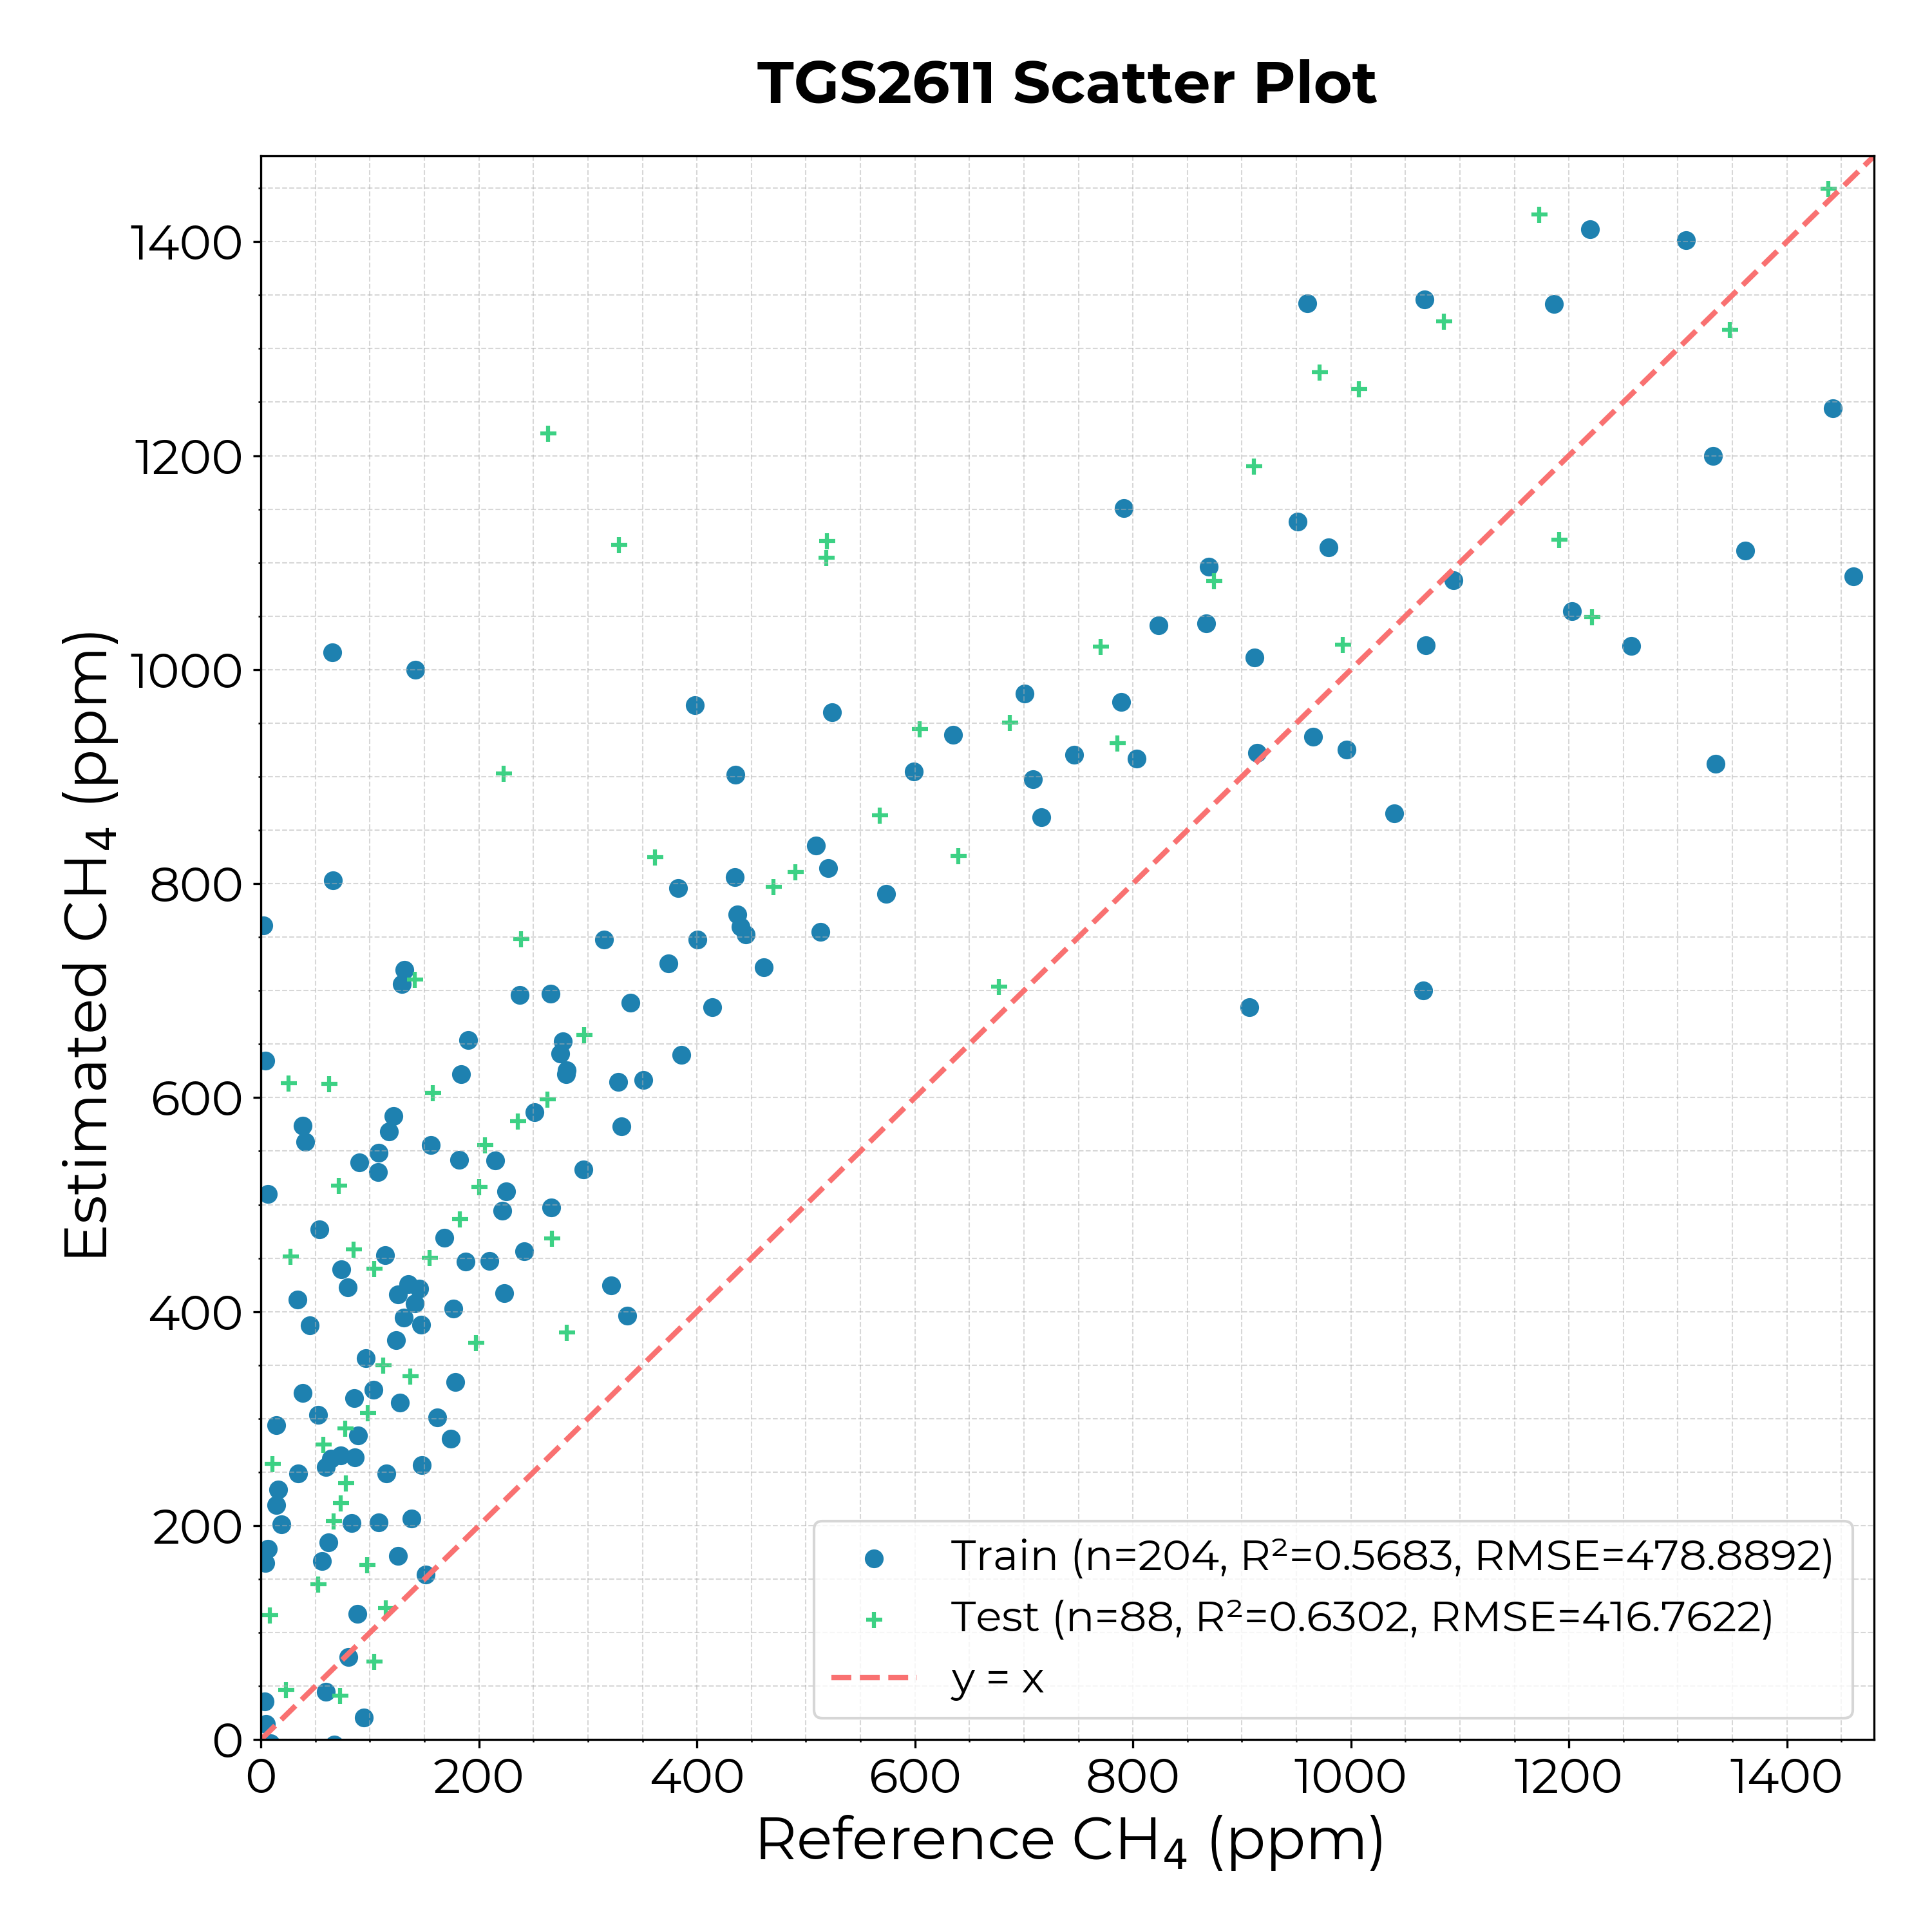 TGS2611 Scatter Plot
Estimated CH₄ (ppm)
1400
1200
1000
800
600
400
200
0
Train (n=204, R²=0.5683, RMSE=478.8892)
Test (n=88, R²=0.6302, RMSE=416.7622)
y = x
0 200 400 600 800 1000 1200 1400
Reference CH₄ (ppm)